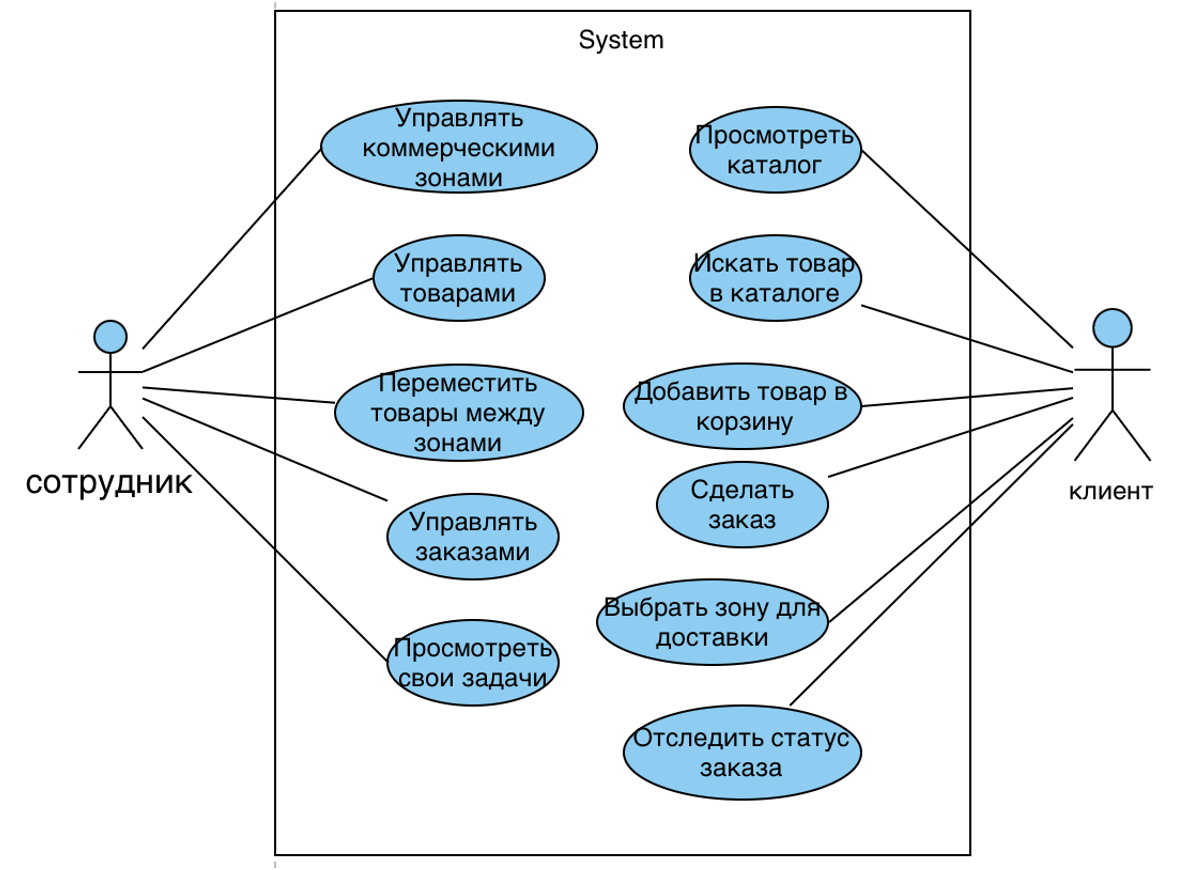 System
Управлять
коммерческими
зонами
Просмотреть
каталог
Управлять
товарами
Искать товар
в каталоге
Переместить
товары между
зонами
Добавить товар в
корзину
сотрудник
клиент
Управлять
заказами
Сделать
заказ
Просмотреть
свои задачи
Выбрать зону для
доставки
Отследить статус
заказа